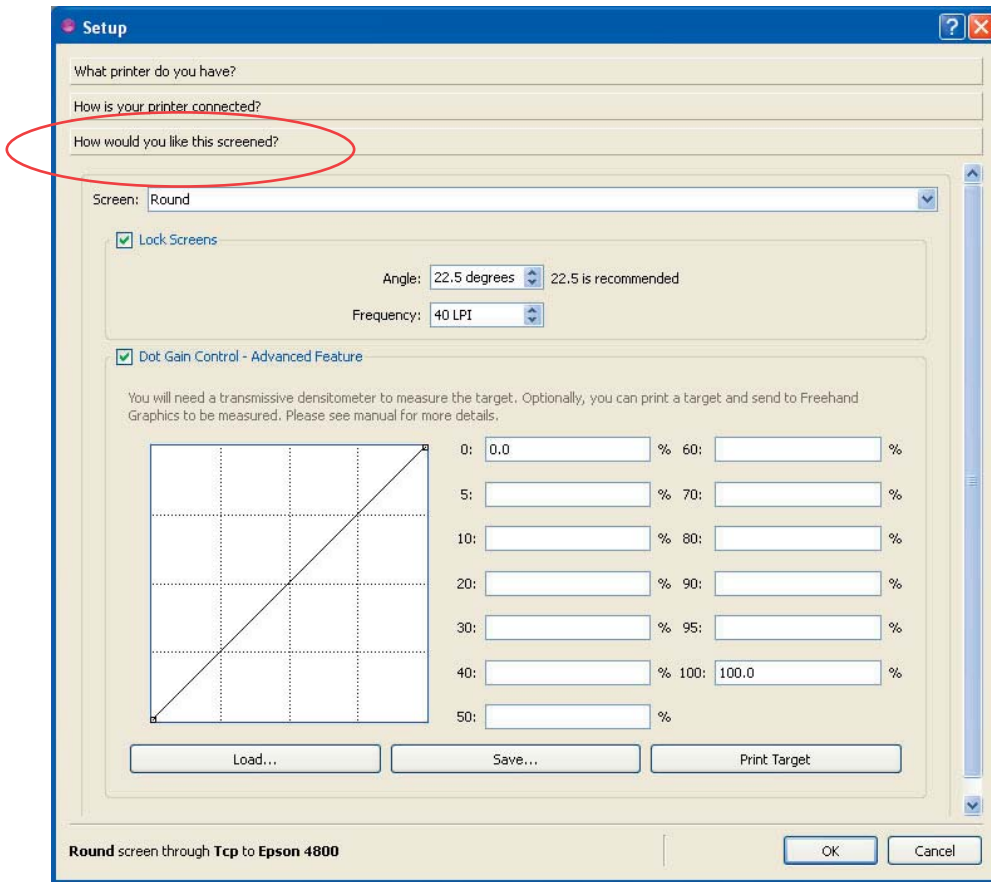 Setup
What printer do you have?
How is your printer connected?
How would you like this screened?
Screen: Round
Lock Screens
Angle: 22.5 degrees 22.5 is recommended
Frequency: 40 LPI
Dot Gain Control - Advanced Feature
You will need a transmissive densitometer to measure the target. Optionally, you can print a target and send to Freehand
Graphics to be measured. Please see manual for more details.
0: 0.0 % 60: %
5: % 70: %
10: % 80: %
20: % 90: %
30: % 95: %
40: % 100: 100.0 %
50: %
Load... Save... Print Target
Round screen through Tcp to Epson 4800 OK Cancel